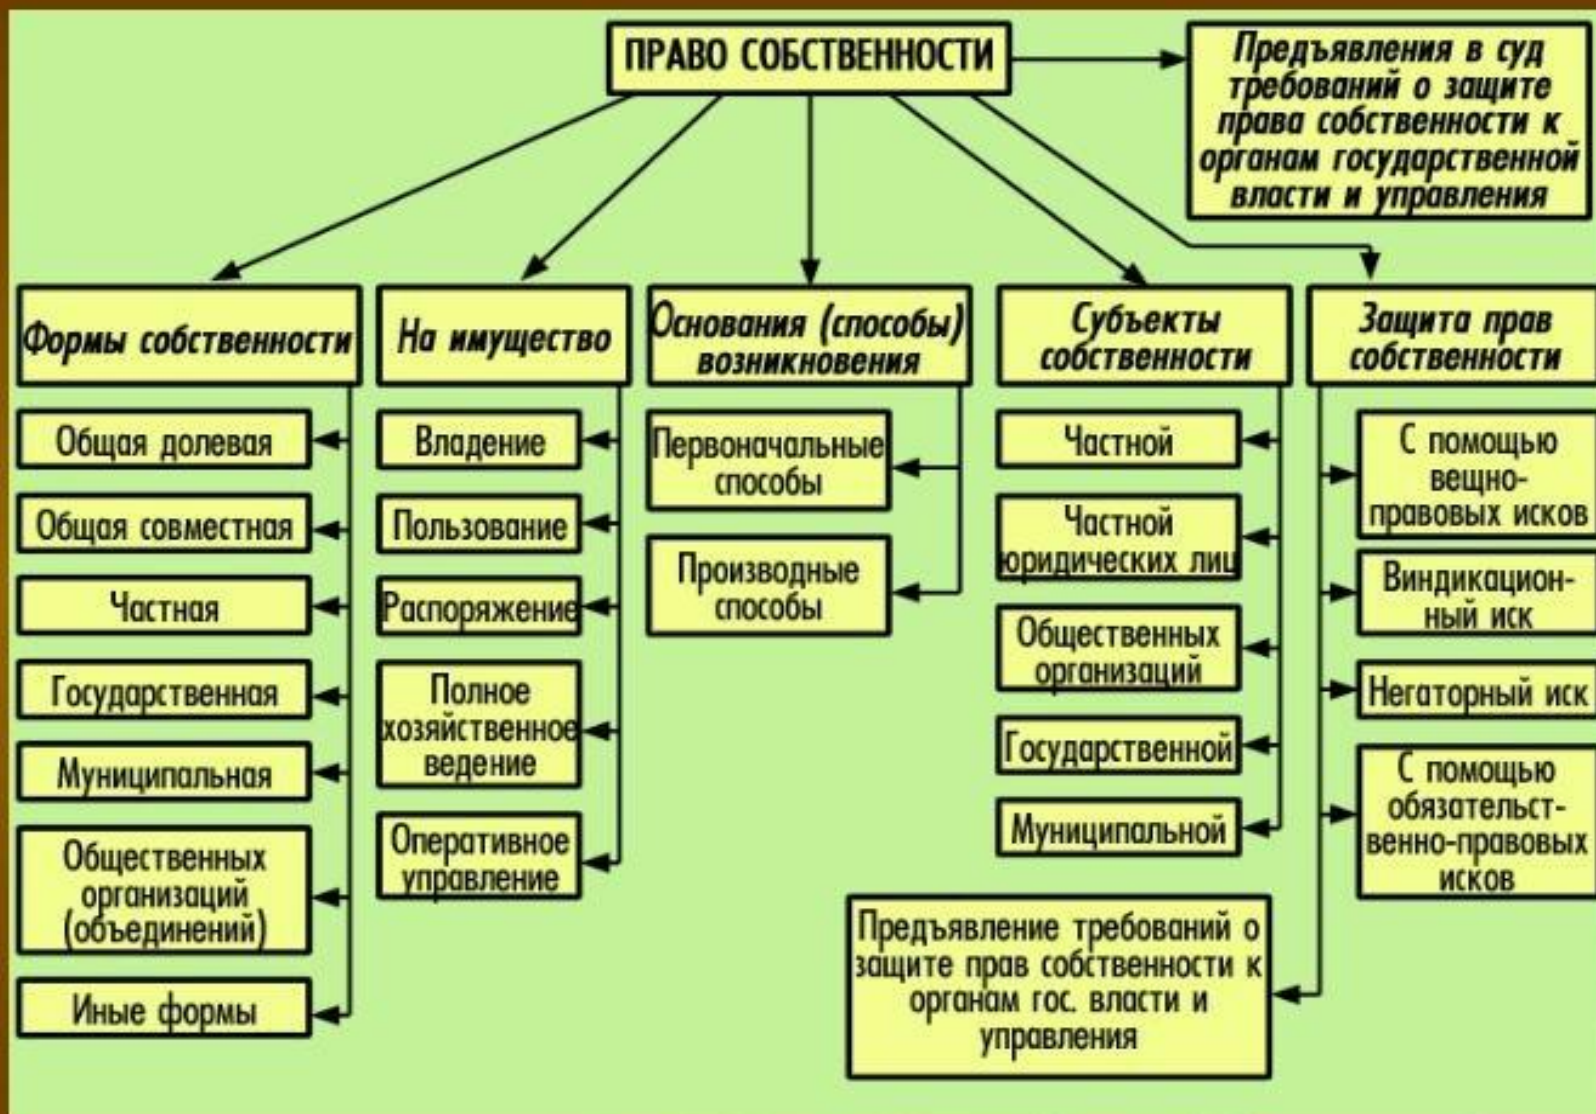 ПРАВО СОБСТВЕННОСТИ
Предъявления в суд
требований о защите
права собственности к
органам государственной
власти и управления
Формы собственности
Общая долевая
Общая совместная
Частная
Государственная
Муниципальная
Общественных
организаций
(объединений)
Иные формы
На имущество
Владение
Пользование
Распоряжение
Полное
хозяйственное
ведение
Оперативное
управление
Основания (способы)
возникновения
Первоначальные
способы
Производные
способы
Субъекты
собственности
Частной
Частной
юридических лиц
Общественных
организаций
Государственной
Муниципальной
Защита прав
собственности
С помощью
вещно-
правовых исков
Виндикацион-
ный иск
Негаторный иск
С помощью
обязательст-
венно-правовых
исков
Предъявление требований о
защите прав собственности к
органам гос. власти и
управления